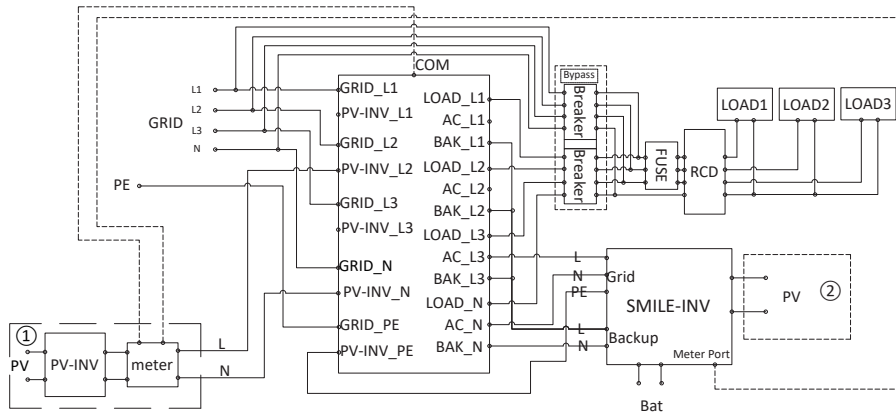 COM
L1
L2
GRID
L3
N
PE
GRID_L1
PV-INV_L1
GRID_L2
PV-INV_L2
GRID_L3
PV-INV_L3
GRID_N
PV-INV_N
GRID_PE
PV-INV_PE
LOAD_L1
AC_L1
BAK_L1
LOAD_L2
AC_L2
BAK_L2
LOAD_L3
AC_L3
BAK_L3
LOAD_N
AC_N
BAK_N
Bypass
Breaker
Breaker
FUSE
RCD
LOAD1
LOAD2
LOAD3
L
N
PE
Grid
SMILE-INV
L
N
Backup
Meter Port
Bat
PV
②
①
PV
PV-INV
meter
L
N